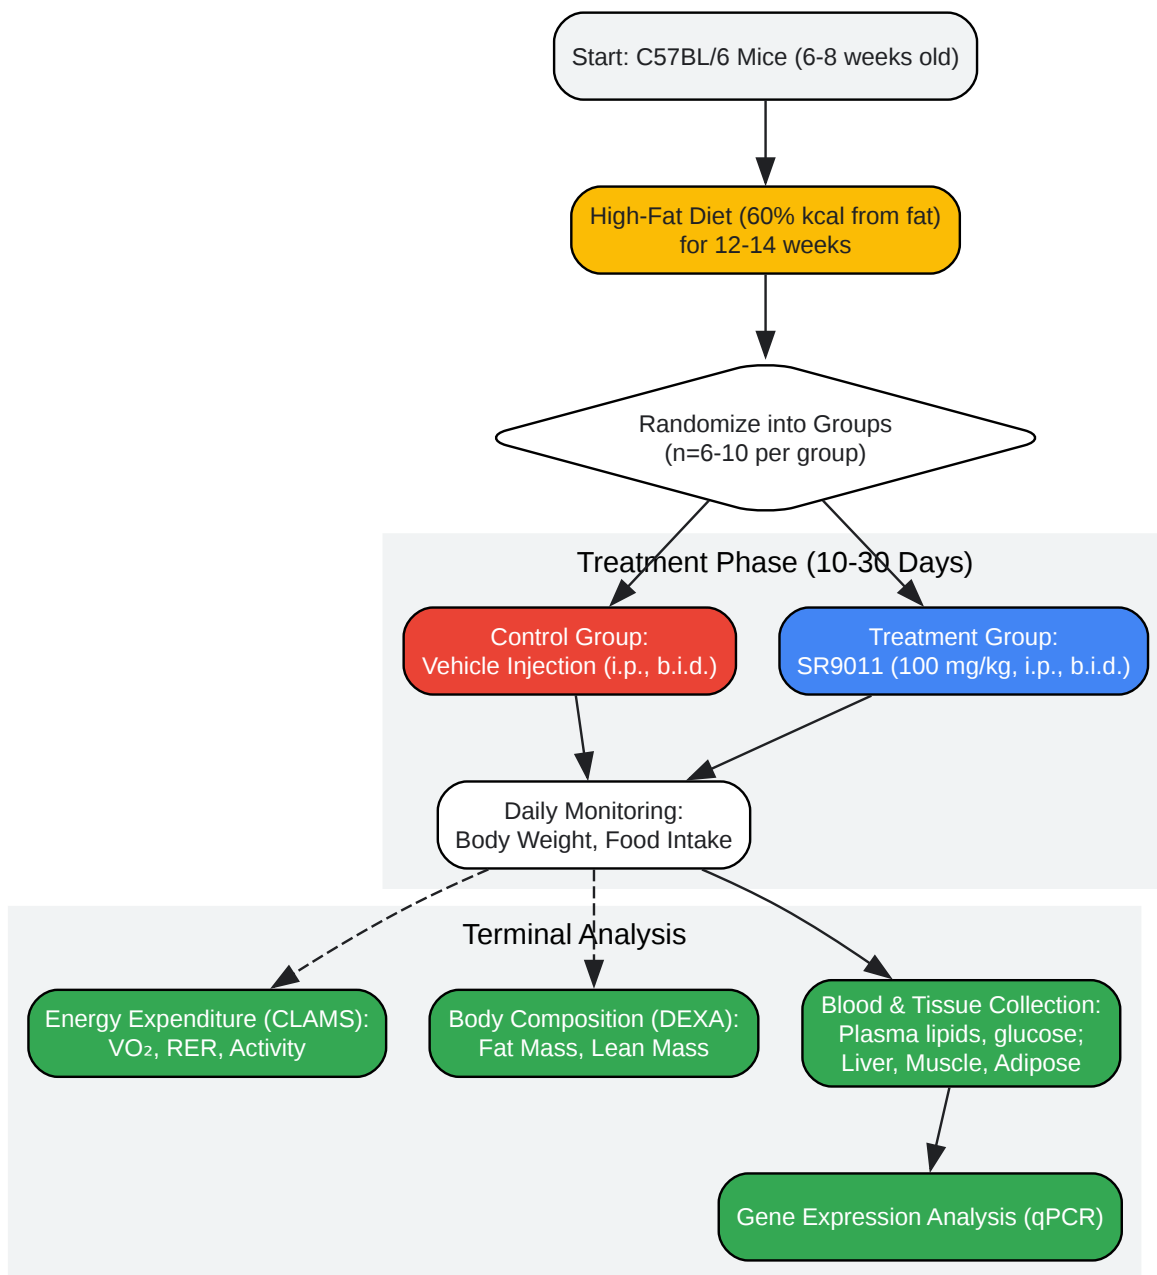 Start: C57BL/6 Mice (6-8 weeks old)
High-Fat Diet (60% kcal from fat)
for 12-14 weeks
Randomize into Groups
(n=6-10 per group)
Treatment Phase (10-30 Days)
Control Group:
Vehicle Injection (i.p., b.i.d.)
Treatment Group:
SR9011 (100 mg/kg, i.p., b.i.d.)
Daily Monitoring:
Body Weight, Food Intake
Terminal Analysis
Energy Expenditure (CLAMS):
VO₂, RER, Activity
Body Composition (DEXA):
Fat Mass, Lean Mass
Blood & Tissue Collection:
Plasma lipids, glucose;
Liver, Muscle, Adipose
Gene Expression Analysis (qPCR)